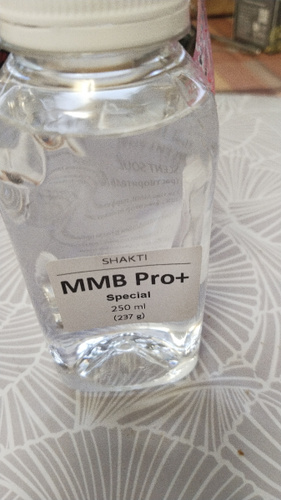 SHAKTI
MMB Pro+
Special
250 ml
(237 g)